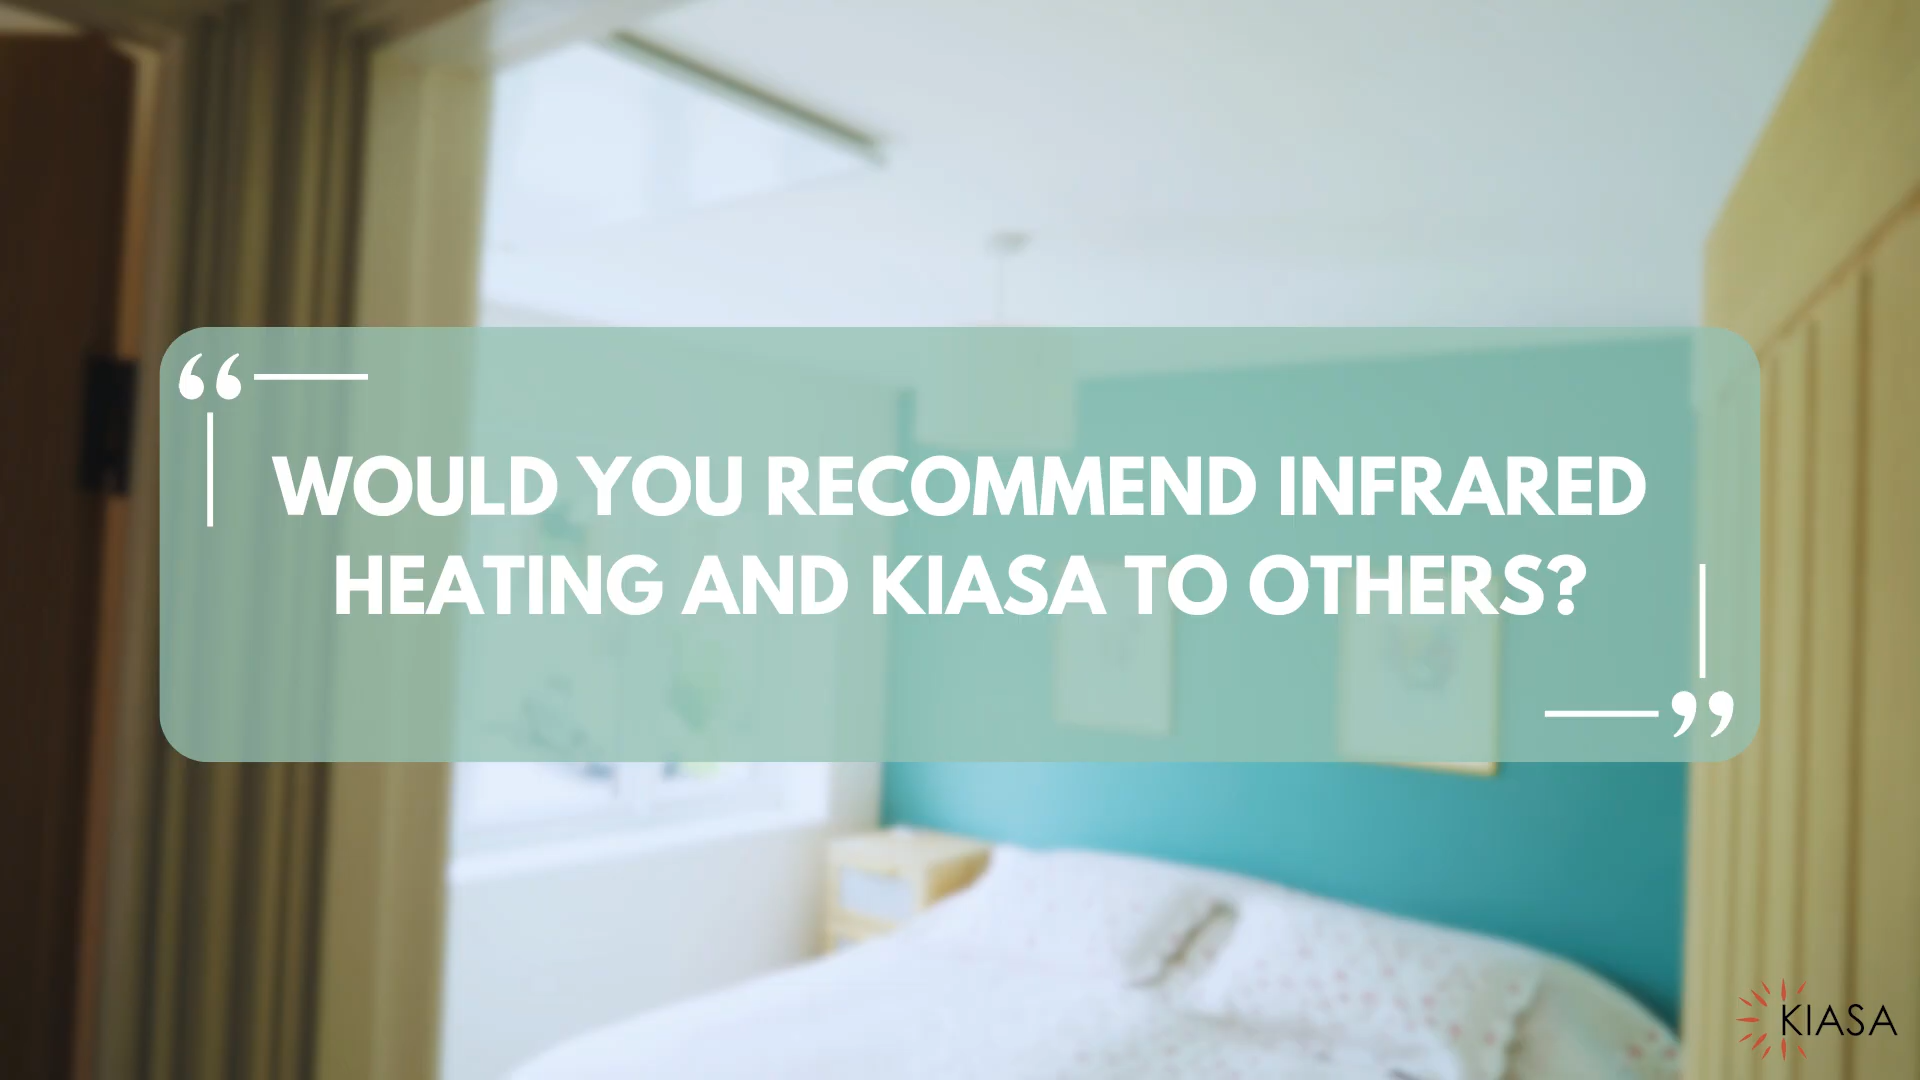 “
WOULD YOU RECOMMEND INFRARED
HEATING AND KIASA TO OTHERS?
”
KIASA